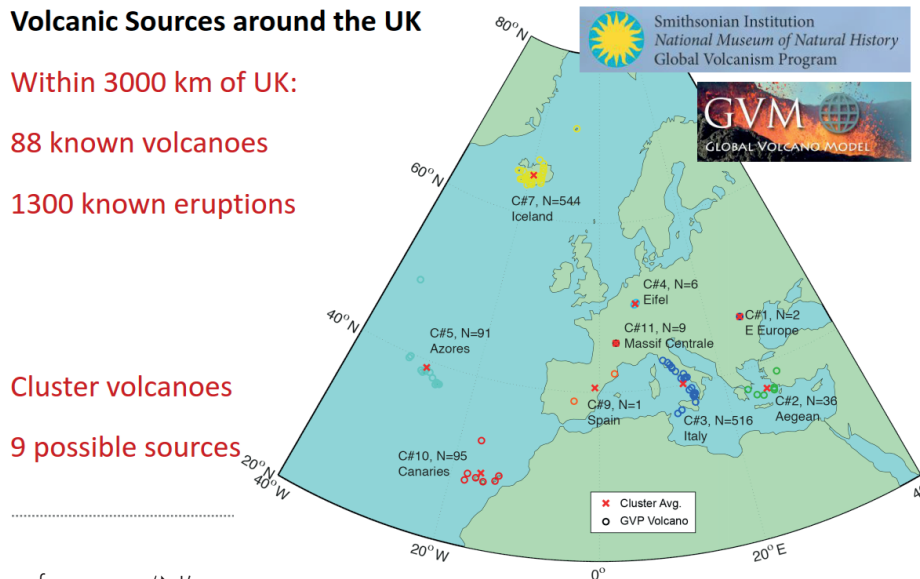 Volcanic Sources around the UK
Within 3000 km of UK:
88 known volcanoes
1300 known eruptions
Cluster volcanoes
9 possible sources
Smithsonian Institution
National Museum of Natural History
Global Volcanism Program
GVM
GLOBAL VOLCANO MODEL
80° N
60° N
40° N
20° N
40° W
20° W
0°
20° E
C#7, N=544
Iceland
C#4, N=6
Eifel
C#1, N=2
E Europe
C#11, N=9
Massif Centrale
C#5, N=91
Azores
C#9, N=1
Spain
C#2, N=36
Aegean
C#3, N=516
Italy
C#10, N=95
Canaries
Cluster Avg.
GVP Volcano